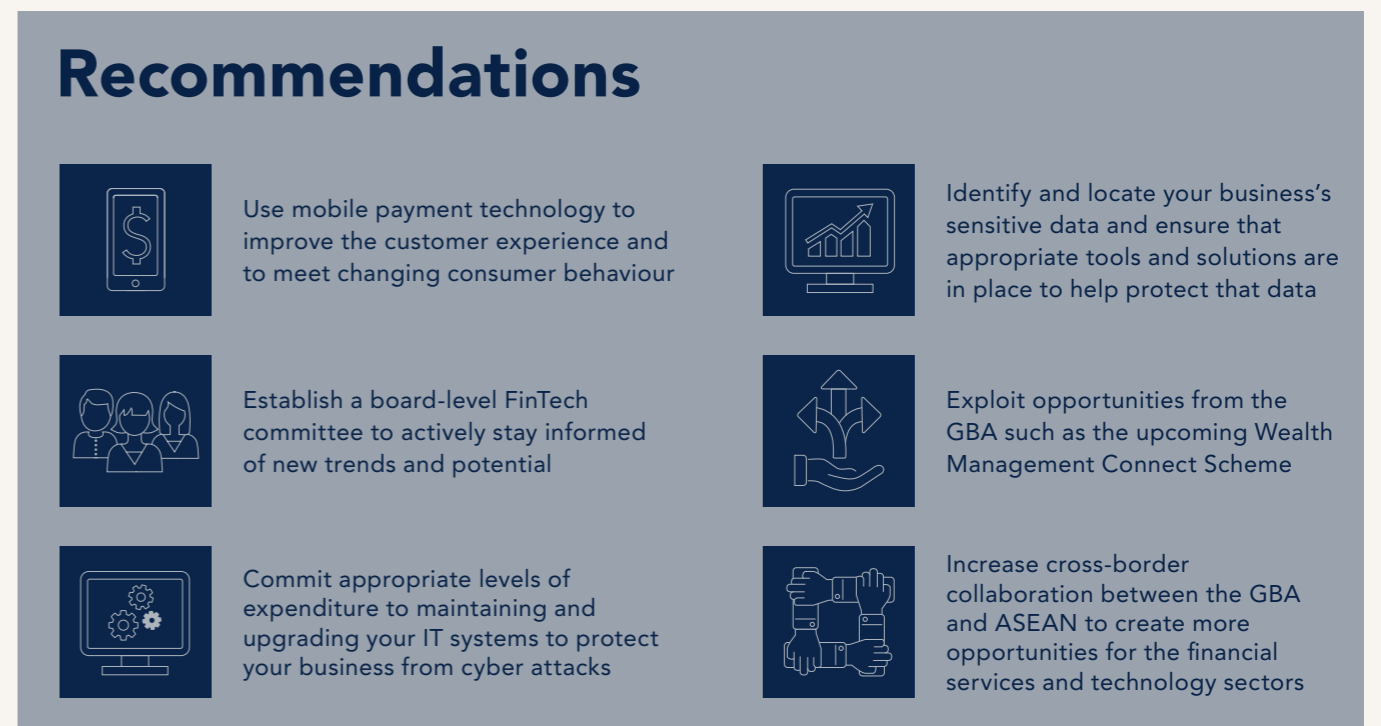 Recommendations
Use mobile payment technology to
improve the customer experience and
to meet changing consumer behaviour
Establish a board-level FinTech
committee to actively stay informed
of new trends and potential
Commit appropriate levels of
expenditure to maintaining and
upgrading your IT systems to protect
your business from cyber attacks
Identify and locate your business’s
sensitive data and ensure that
appropriate tools and solutions are
in place to help protect that data
Exploit opportunities from the
GBA such as the upcoming Wealth
Management Connect Scheme
Increase cross-border
collaboration between the GBA
and ASEAN to create more
opportunities for the financial
services and technology sectors